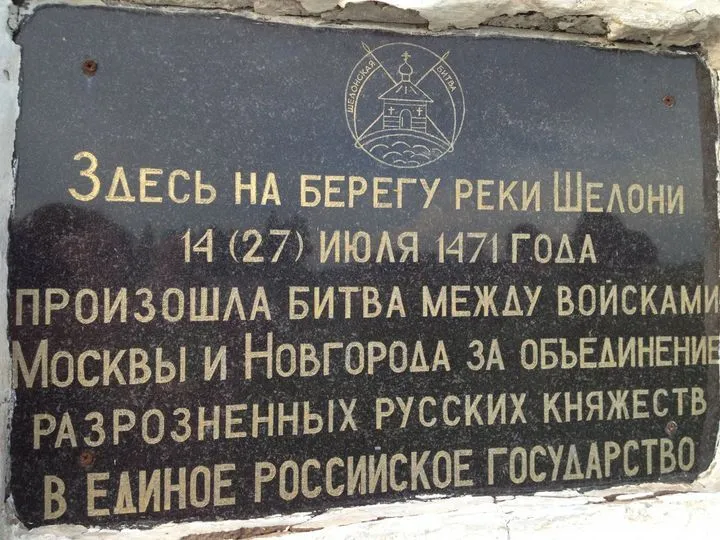 ШЕЛОНСКАЯ БИТВА
ЗДЕСЬ НА БЕРЕГУ РЕКИ ШЕЛОНИ
14 (27) ИЮЛЯ 1471 ГОДА
ПРОИЗОШЛА БИТВА МЕЖДУ ВОЙСКАМИ
МОСКВЫ И НОВГОРОДА ЗА ОБЪЕДИНЕНИЕ
РАЗРОЗНЕННЫХ РУССКИХ КНЯЖЕСТВ
В ЕДИНОЕ РОССИЙСКОЕ ГОСУДАРСТВО